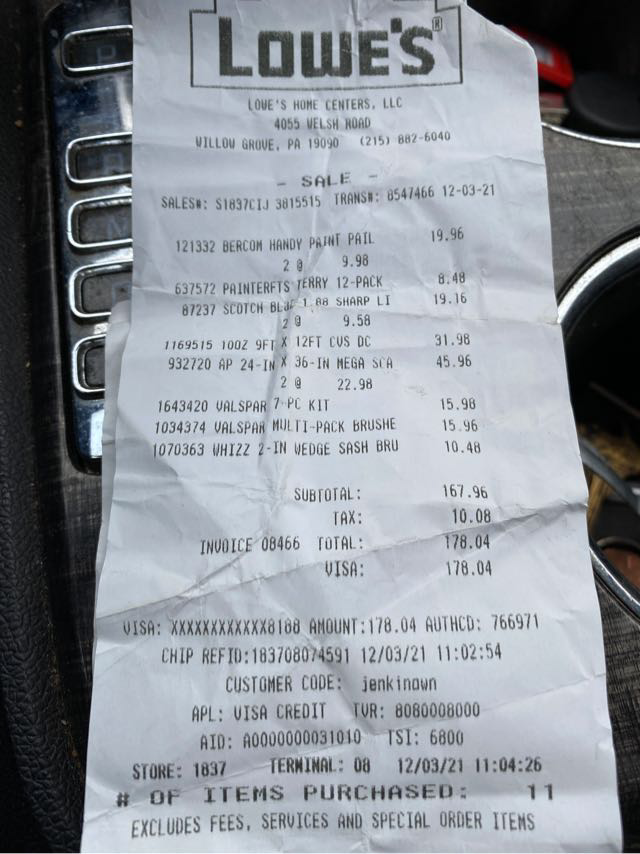 LOWE'S®
LOWE'S HOME CENTERS, LLC
4055 WELSH ROAD
WILLOW GROVE, PA 19090 (215) 882-6040
- SALE -
SALES#: S1837CIJ 3815515 TRANS#: 8547466 12-03-21
121332 BERCOM HANDY PAINT PAIL 19.96
2 @ 9.98
637572 PAINTERFTS TERRY 12-PACK 8.48
87237 SCOTCH BLUE 1.88 SHARP LI 19.16
2 @ 9.58
1169515 10OZ 9FT X 12FT CVS DC 31.98
932720 AP 24-IN X 36-IN MEGA SCA 45.96
2 @ 22.98
1643420 VALSPAR 7-PC KIT 15.98
1034374 VALSPAR MULTI-PACK BRUSHE 15.96
1070363 WHIZZ 2-IN WEDGE SASH BRU 10.48
SUBTOTAL: 167.96
TAX: 10.08
INVOICE 08466 TOTAL: 178.04
VISA: 178.04
VISA: XXXXXXXXXXXX8188 AMOUNT:178.04 AUTHCD: 766971
CHIP REFID:183708074591 12/03/21 11:02:54
CUSTOMER CODE: jenkinown
APL: VISA CREDIT TVR: 8080008000
AID: A0000000031010 TSI: 6800
STORE: 1837 TERMINAL: 08 12/03/21 11:04:26
# OF ITEMS PURCHASED: 11
EXCLUDES FEES, SERVICES AND SPECIAL ORDER ITEMS